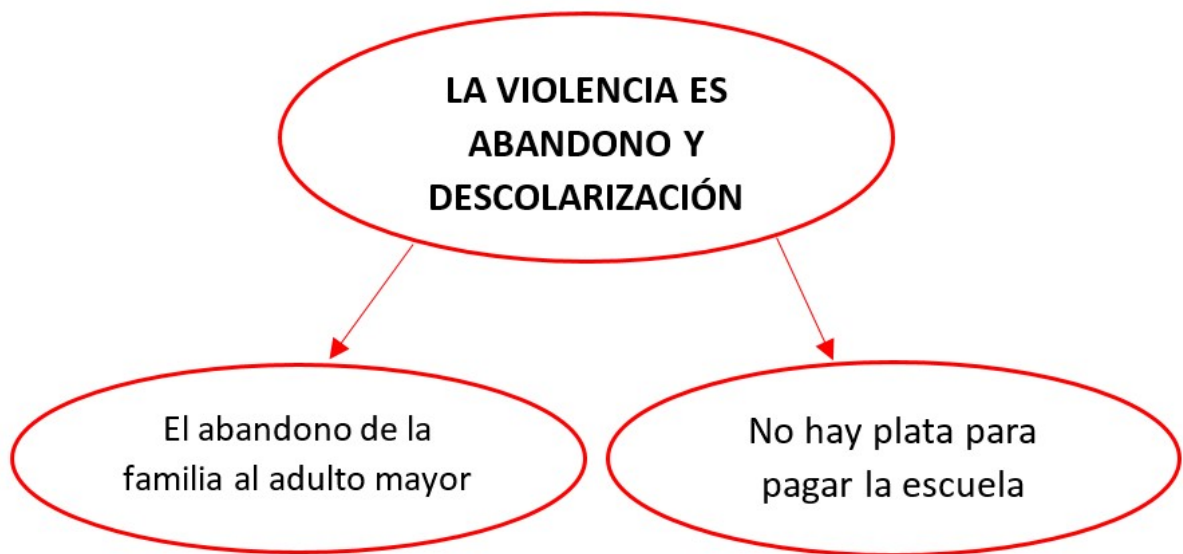 LA VIOLENCIA ES
ABANDONO Y
DESCOLARIZACIÓN
El abandono de la
familia al adulto mayor
No hay plata para
pagar la escuela